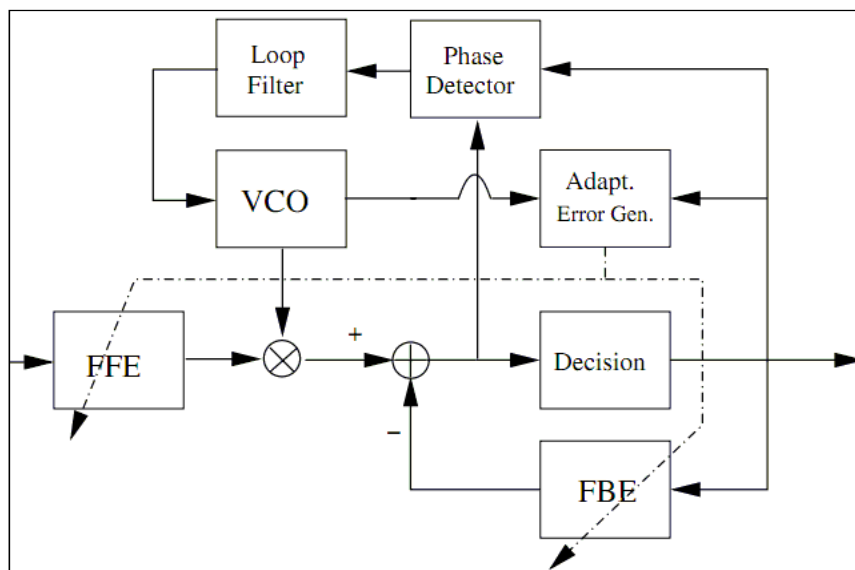 Loop
Filter
Phase
Detector
VCO
Adapt.
Error Gen.
FFE
+
Decision
−
FBE